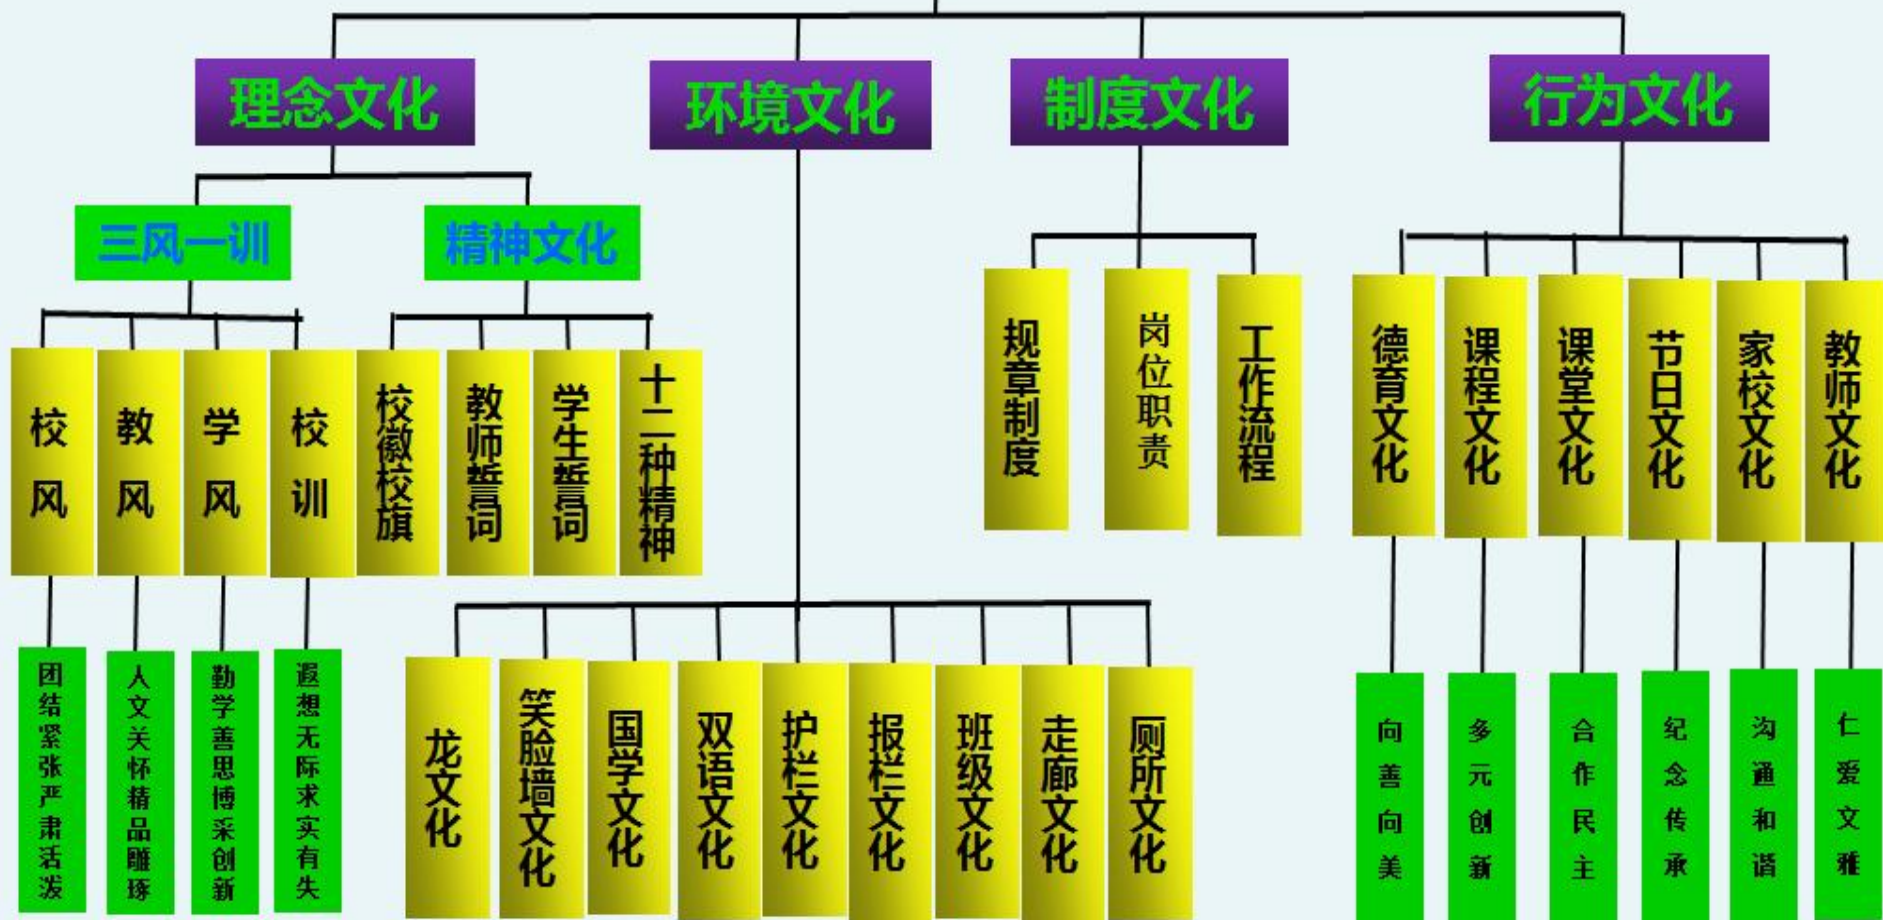 理念文化
环境文化
制度文化
行为文化
三风一训
精神文化
校风
教风
学风
校训
校徽校旗
教师誓词
学生誓词
十二种精神
规章制度
岗位职责
工作流程
德育文化
课程文化
课堂文化
节日文化
家校文化
教师文化
团结紧张严肃活泼
人文关怀精品雕琢
勤学善思博采创新
遐想无际求实有失
龙文化
笑脸墙文化
国学文化
双语文化
护栏文化
报栏文化
班级文化
走廊文化
厕所文化
向善向美
多元创新
合作民主
纪念传承
沟通和谐
仁爱文雅